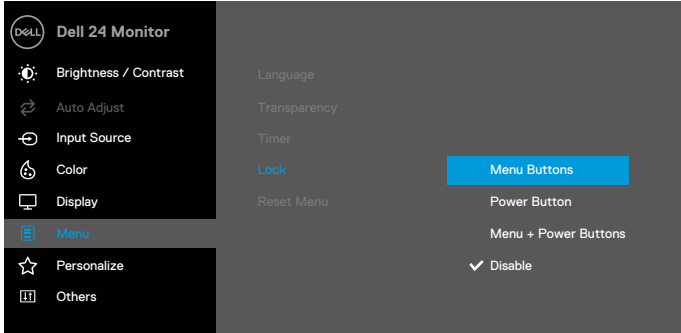 DELL Dell 24 Monitor
Brightness / Contrast
Auto Adjust
Input Source
Color
Display
Menu
Personalize
Others
Language
Transparency
Timer
Lock
Reset Menu
Menu Buttons
Power Button
Menu + Power Buttons
Disable